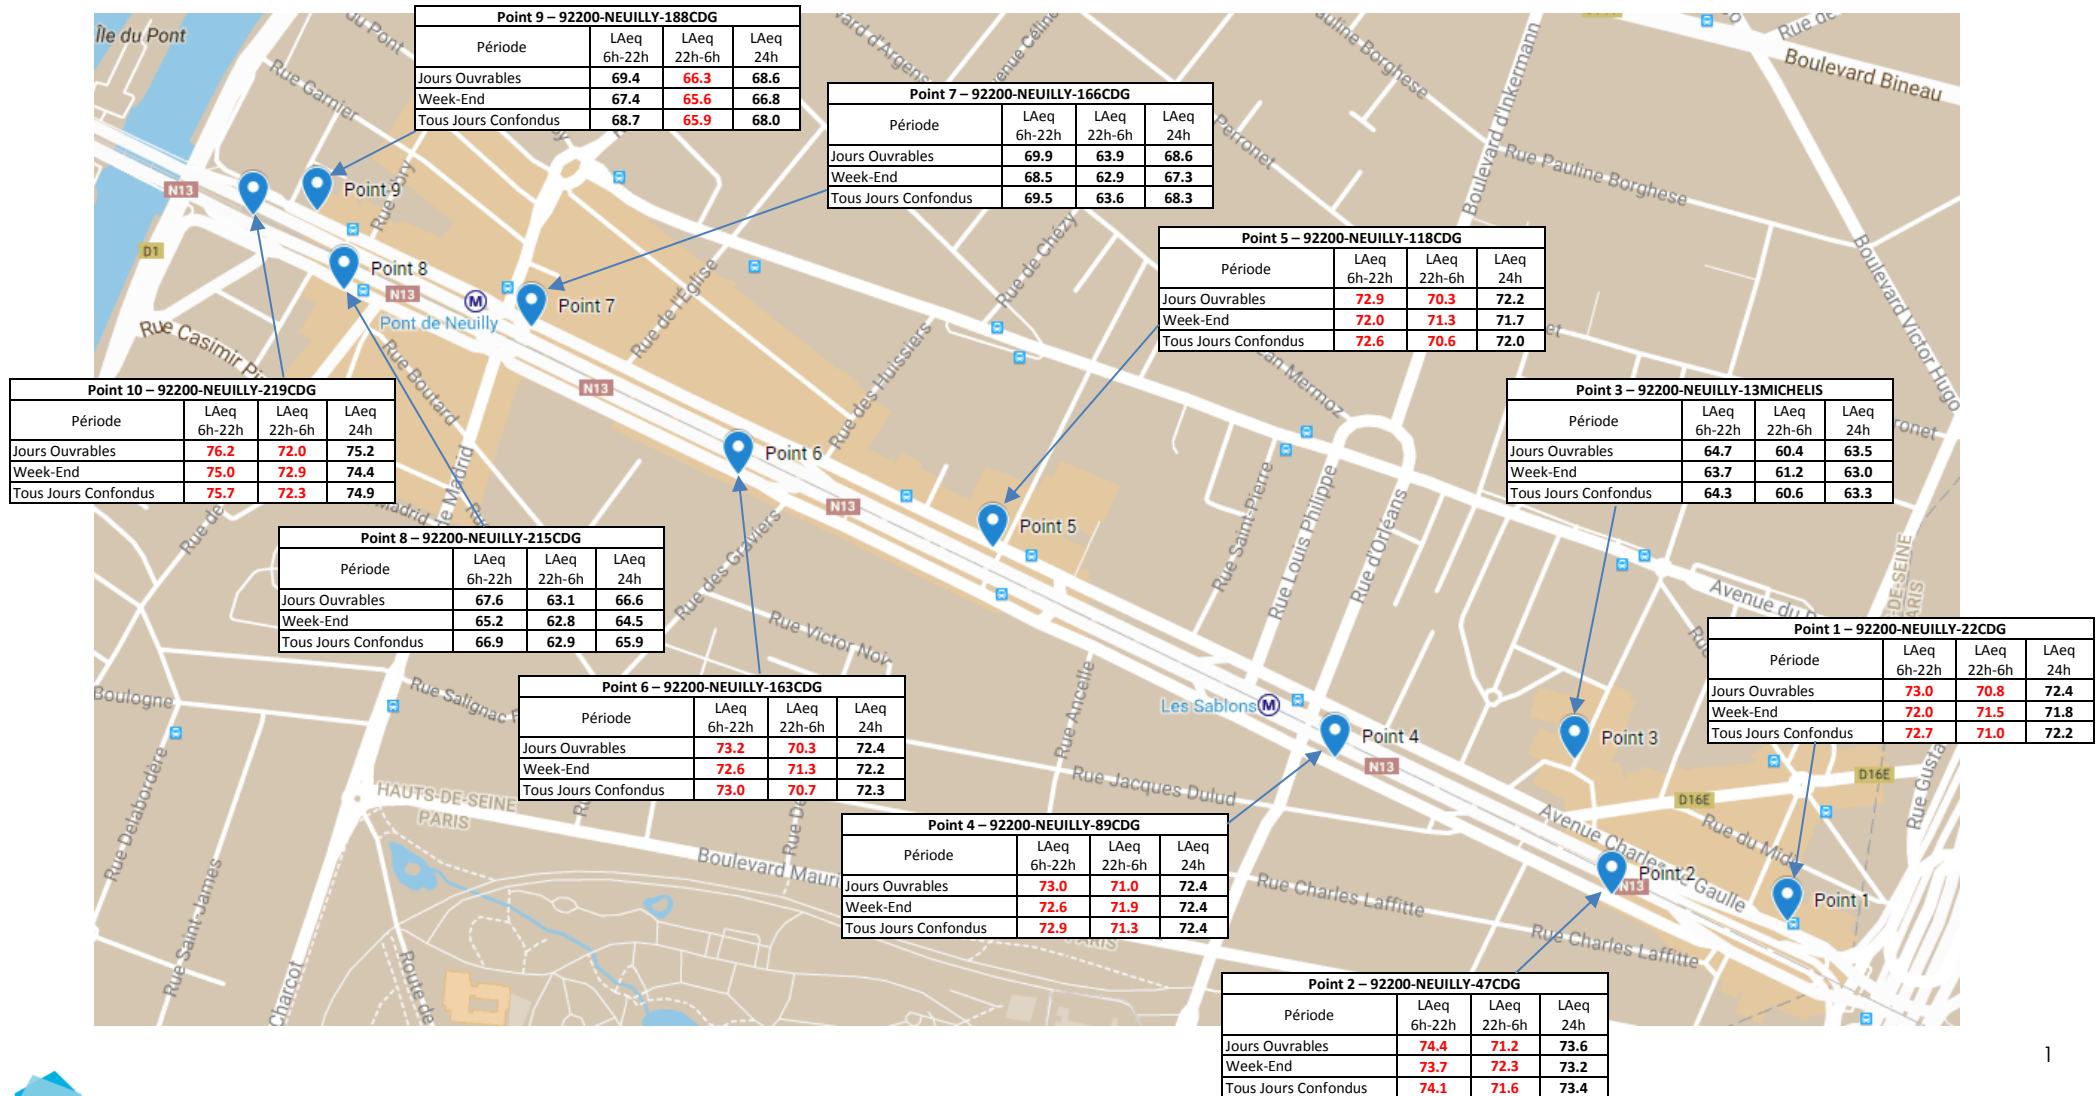 Point 9 – 92200-NEUILLY-188CDG
Période LAeq 6h-22h LAeq 22h-6h LAeq 24h
Jours Ouvrables 69.4 66.3 68.6
Week-End 67.4 65.6 66.8
Tous Jours Confondus 68.7 65.9 68.0
Point 7 – 92200-NEUILLY-166CDG
Période LAeq 6h-22h LAeq 22h-6h LAeq 24h
Jours Ouvrables 69.9 63.9 68.6
Week-End 68.5 62.9 67.3
Tous Jours Confondus 69.5 63.6 68.3
Point 5 – 92200-NEUILLY-118CDG
Période LAeq 6h-22h LAeq 22h-6h LAeq 24h
Jours Ouvrables 72.9 70.3 72.2
Week-End 72.0 71.3 71.7
Tous Jours Confondus 72.6 70.6 72.0
Point 10 – 92200-NEUILLY-219CDG
Période LAeq 6h-22h LAeq 22h-6h LAeq 24h
Jours Ouvrables 76.2 72.0 75.2
Week-End 75.0 72.9 74.4
Tous Jours Confondus 75.7 72.3 74.9
Point 3 – 92200-NEUILLY-13MICHELIS
Période LAeq 6h-22h LAeq 22h-6h LAeq 24h
Jours Ouvrables 64.7 60.4 63.5
Week-End 63.7 61.2 63.0
Tous Jours Confondus 64.3 60.6 63.3
Point 8 – 92200-NEUILLY-215CDG
Période LAeq 6h-22h LAeq 22h-6h LAeq 24h
Jours Ouvrables 67.6 63.1 66.6
Week-End 65.2 62.8 64.5
Tous Jours Confondus 66.9 62.9 65.9
Point 1 – 92200-NEUILLY-22CDG
Période LAeq 6h-22h LAeq 22h-6h LAeq 24h
Jours Ouvrables 73.0 70.8 72.4
Week-End 72.0 71.5 71.8
Tous Jours Confondus 72.7 71.0 72.2
Point 6 – 92200-NEUILLY-163CDG
Période LAeq 6h-22h LAeq 22h-6h LAeq 24h
Jours Ouvrables 73.2 70.3 72.4
Week-End 72.6 71.3 72.2
Tous Jours Confondus 73.0 70.7 72.3
Point 4 – 92200-NEUILLY-89CDG
Période LAeq 6h-22h LAeq 22h-6h LAeq 24h
Jours Ouvrables 73.0 71.0 72.4
Week-End 72.6 71.9 72.4
Tous Jours Confondus 72.9 71.3 72.4
Point 2 – 92200-NEUILLY-47CDG
Période LAeq 6h-22h LAeq 22h-6h LAeq 24h
Jours Ouvrables 74.4 71.2 73.6
Week-End 73.7 72.3 73.2
Tous Jours Confondus 74.1 71.6 73.4
Île du Pont
du Pont
Rue Garnier
Boulevard d'Inkermann
Pauline Borghese
Rue de
Boulevard Bineau
Perronet
Rue Pauline Borghese
Boulevard Victor Hugo
N13
Point 9
D1
Point 8
N13
M
Pont de Neuilly
Point 7
Rue de l'Église
Rue de Chézy
Rue des Huissiers
Rue Casimir
Rue Boutard
N13
Point 6
N13
Point 5
Rue Saint-Pierre
Rue Louis Philippe
Rue d'Orléans
Rue des Graviers
Rue Victor Noir
Rue Ancelle
Rue Salignac
Boulogne
Rue Delabordère
Rue Saint-James
Charcot
HAUTS-DE-SEINE
PARIS
Boulevard
Route de
Les Sablons M
Point 4
N13
Rue Jacques Dulud
Point 3
D16E
D16E
Avenue du
Rue du Midi
Avenue Charles de Gaulle
Point 2
N13
Point 1
Rue Charles Laffitte
Rue Charles Laffitte
1